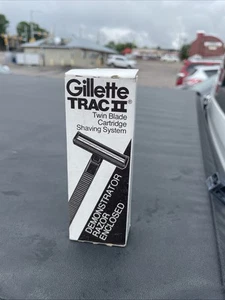 Gillette
TRAC II®
Twin Blade
Cartridge
Shaving System
DEMONSTRATOR
RAZOR
ENCLOSED